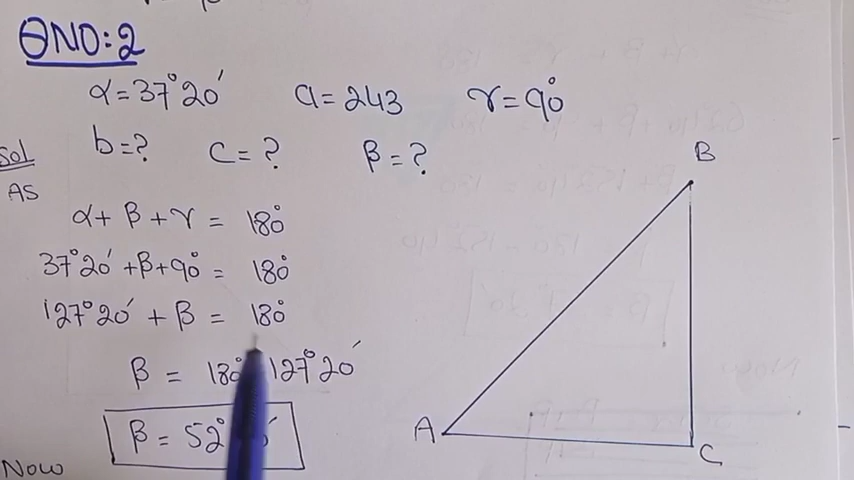 QNO:2
α=37°20′ a=243 γ=90°
Sol b=? c=? β=?
AS
α+β+γ= 180°
37°20′+β+90°= 180°
127°20′+β= 180°
β = 180° 127°20′
β= 52°
Now
B
A
C